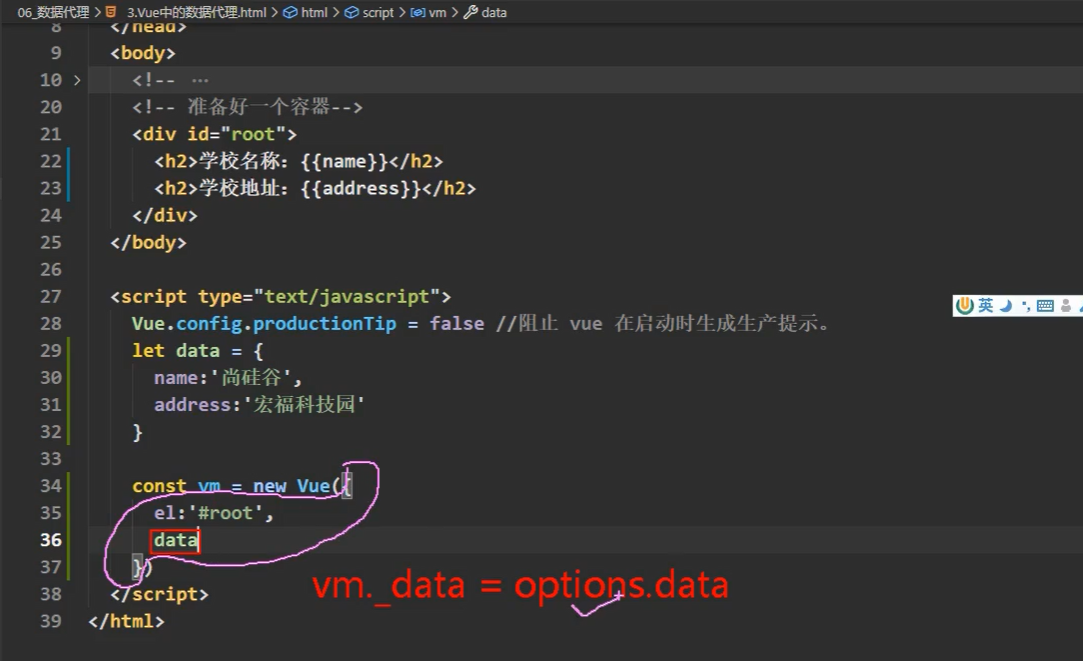 06_数据代理 > 3.Vue中的数据代理.html > html > script > vm > data
8 </head>
9 <body>
10 > <!-- ···
20 <!-- 准备好一个容器-->
21 <div id="root">
22 <h2>学校名称：{{name}}</h2>
23 <h2>学校地址：{{address}}</h2>
24 </div>
25 </body>
26
27 <script type="text/javascript">
28 Vue.config.productionTip = false //阻止 vue 在启动时生成生产提示。
29 let data = {
30 name:'尚硅谷',
31 address:'宏福科技园'
32 }
33
34 const vm = new Vue({
35 el:'#root',
36 data
37 })
vm._data = options.data
38 </script>
39 </html>
英